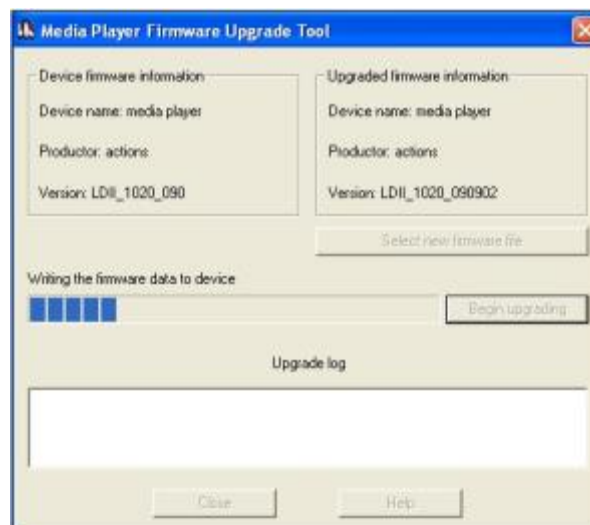 Media Player Firmware Upgrade Tool
Device firmware information
Device name: media player
Productor: actions
Version: LDII_1020_090
Upgraded firmware information
Device name: media player
Productor: actions
Version: LDII_1020_090902
Select new firmware file
Writing the firmware data to device
Begin upgrading
Upgrade log
Close
Help